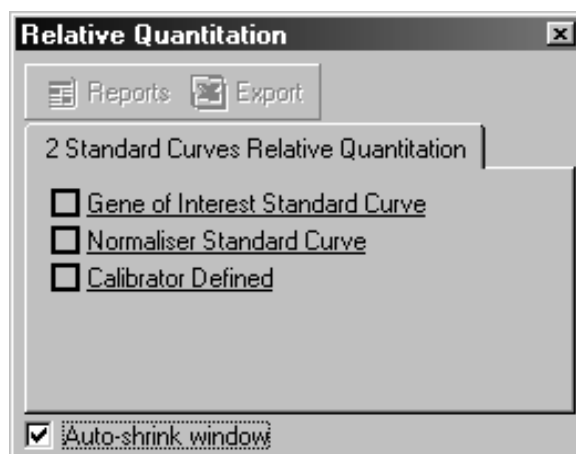 Relative Quantitation
Reports Export
2 Standard Curves Relative Quantitation
Gene of Interest Standard Curve
Normaliser Standard Curve
Calibrator Defined
Auto-shrink window